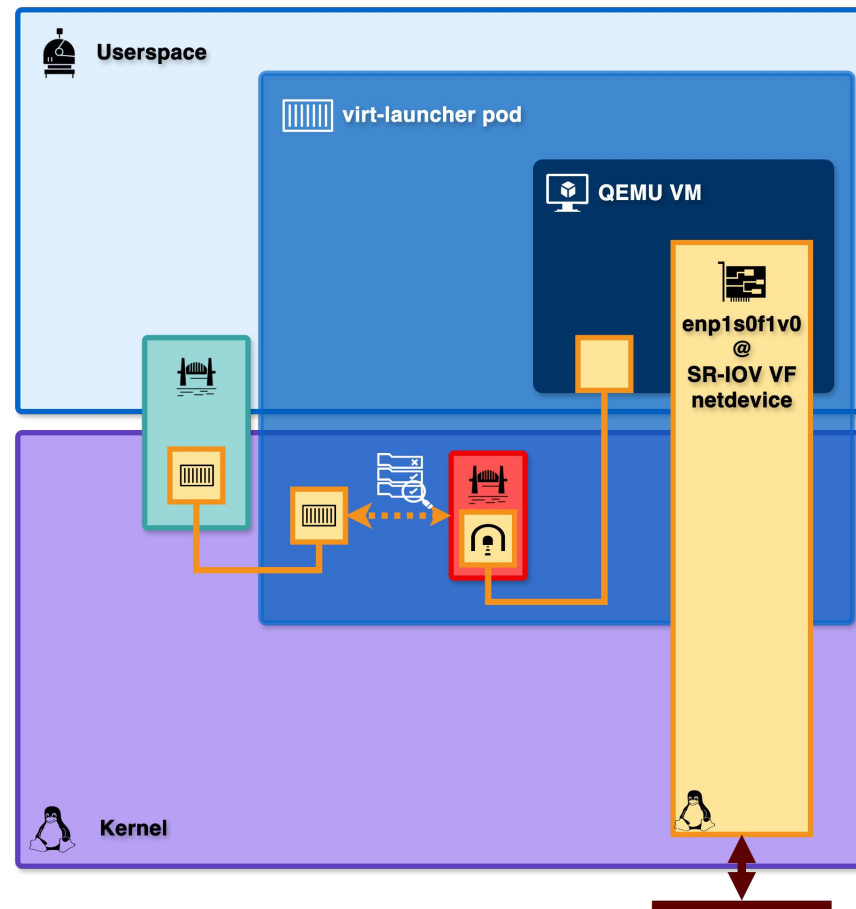 Userspace
virt-launcher pod
QEMU VM
enp1s0f1v0
@
SR-IOV VF
netdevice
Kernel